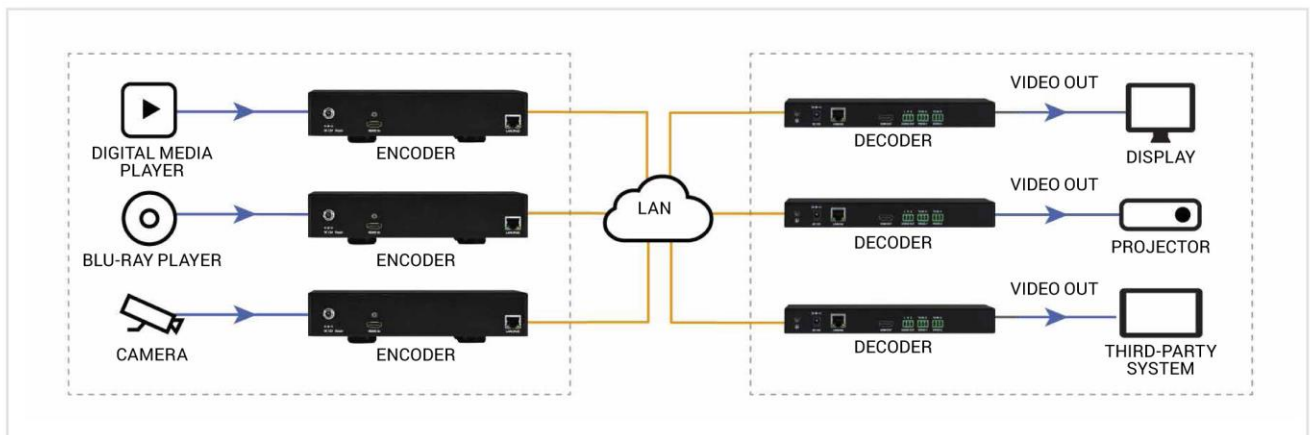 DIGITAL MEDIA
PLAYER
ENCODER
BLU-RAY PLAYER
ENCODER
CAMERA
ENCODER
LAN
DECODER
VIDEO OUT
DISPLAY
DECODER
VIDEO OUT
PROJECTOR
DECODER
VIDEO OUT
THIRD-PARTY
SYSTEM